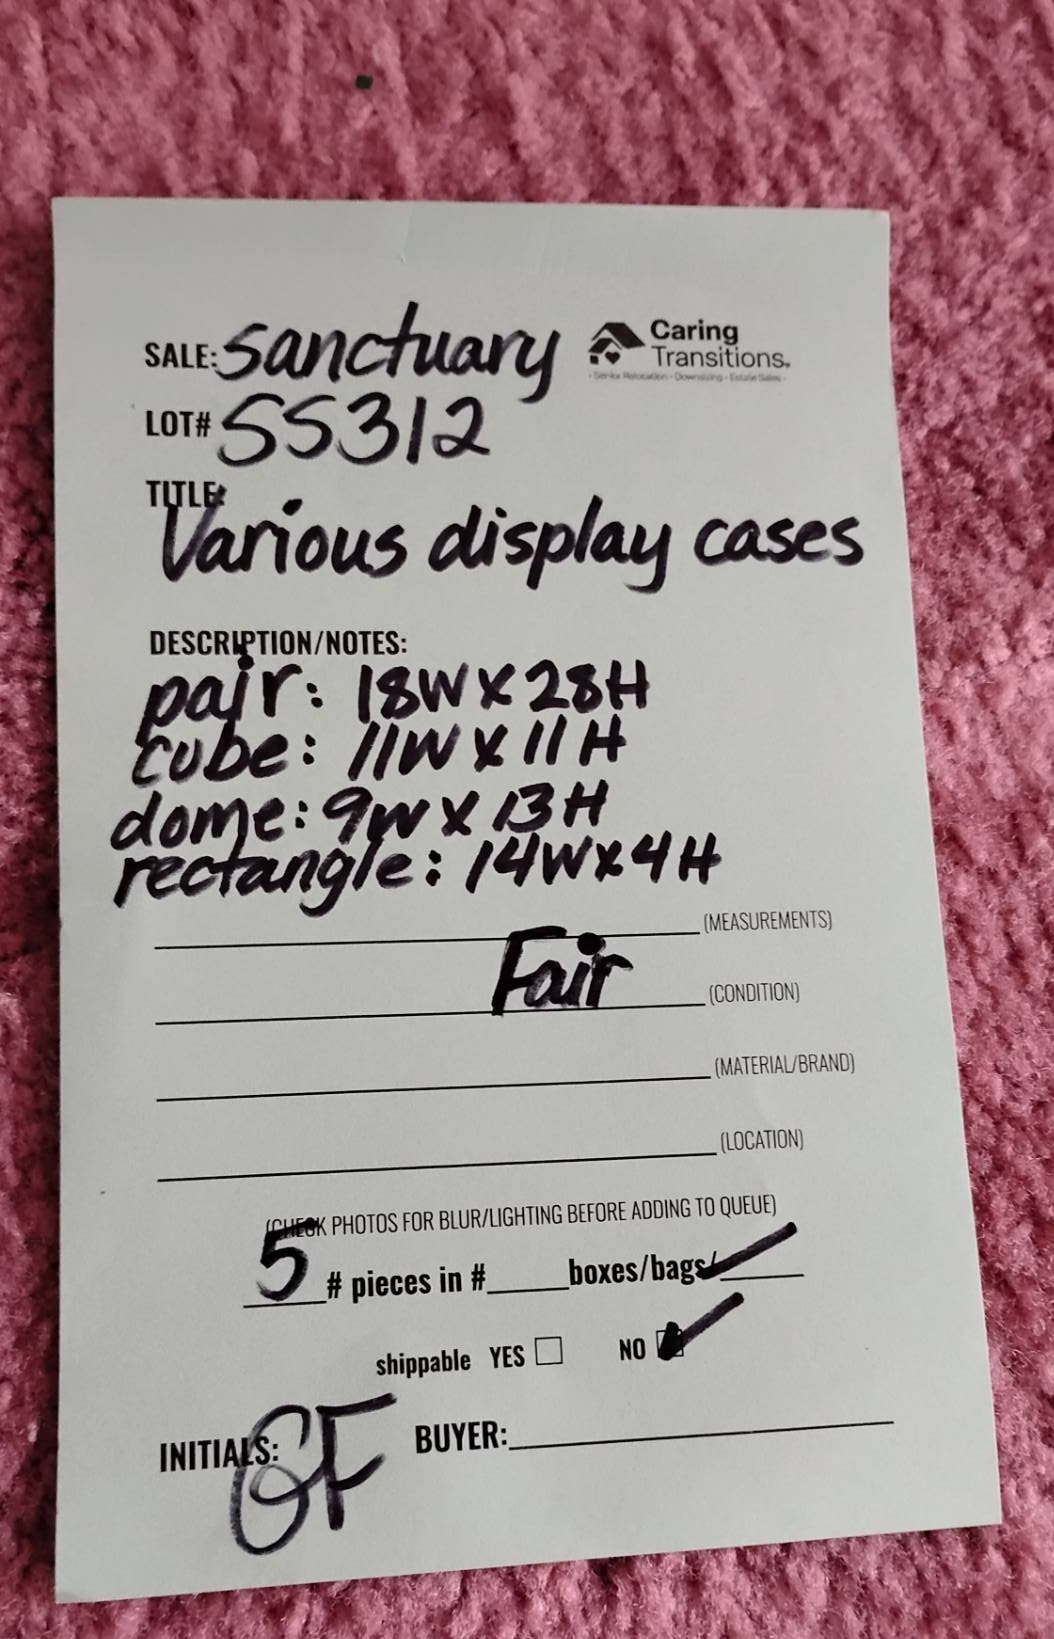 SALE: Sanctuary
Caring
Transitions.
Senior Relocation • Downsizing • Estate Sales
LOT# SS312
TITLE:
Various display cases
DESCRIPTION/NOTES:
pair: 18W X 28H
cube: 11W X 11H
dome: 9W X 13H
rectangle: 14W x 4H
(MEASUREMENTS)
Fair (CONDITION)
(MATERIAL/BRAND)
(LOCATION)
(CHECK PHOTOS FOR BLUR/LIGHTING BEFORE ADDING TO QUEUE)
5 # pieces in # boxes/bags/
shippable YES NO
INITIALS: GF BUYER: